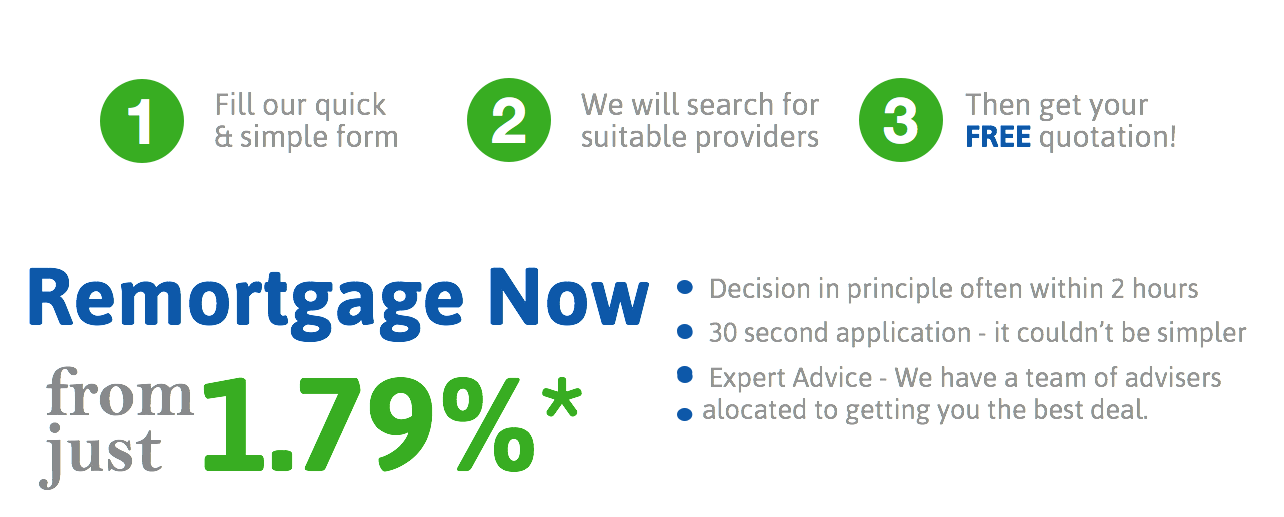 1 Fill our quick
& simple form
2 We will search for
suitable providers
3 Then get your
FREE quotation!
Remortgage Now
from just 1.79%*
• Decision in principle often within 2 hours
• 30 second application - it couldn't be simpler
• Expert Advice - We have a team of advisers
• alocated to getting you the best deal.